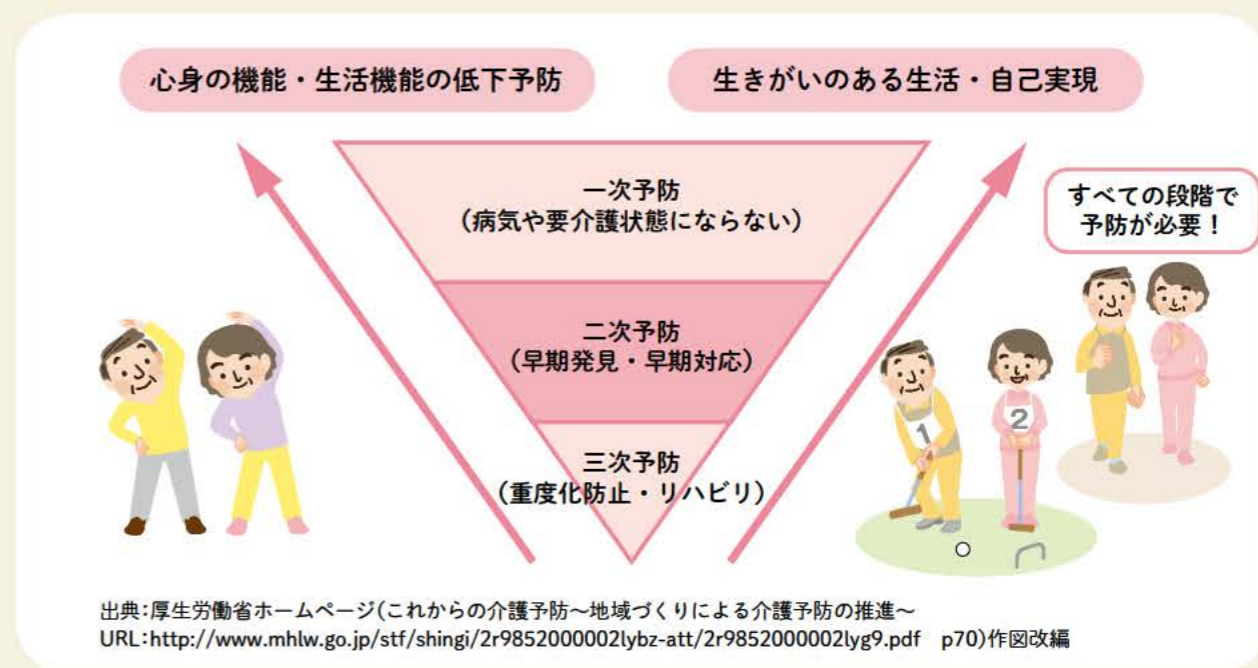 心身の機能・生活機能の低下予防
生きがいのある生活・自己実現
一次予防
(病気や要介護状態にならない)
すべての段階で
予防が必要！
二次予防
(早期発見・早期対応)
三次予防
(重度化防止・リハビリ)
1
2
出典：厚生労働省ホームページ(これからの介護予防～地域づくりによる介護予防の推進～
URL：http://www.mhlw.go.jp/stf/shingi/2r9852000002lybz-att/2r9852000002lyg9.pdf　p70)作図改編